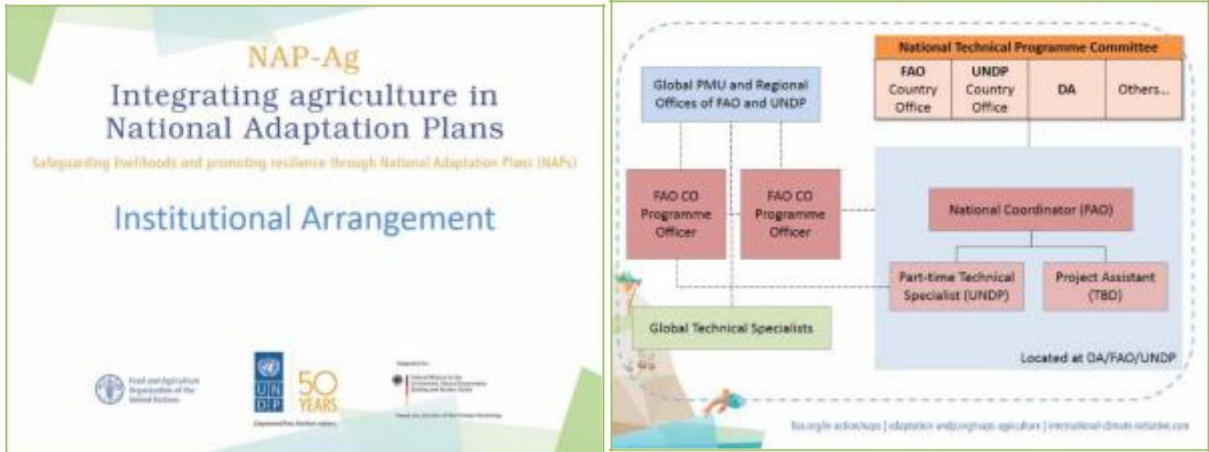 NAP-Ag
Integrating agriculture in
National Adaptation Plans
Safeguarding livelihoods and promoting resilience through National Adaptation Plans (NAPs)
Institutional Arrangement
Food and Agriculture
Organization of the
United Nations
UN
DP
50
YEARS
Empowered lives. Resilient nations.
National Technical Programme Committee
FAO
Country
Office
UNDP
Country
Office
DA
Others...
Global PMU and Regional
Offices of FAO and UNDP
FAO CO
Programme
Officer
FAO CO
Programme
Officer
National Coordinator (FAO)
Part-time Technical
Specialist (UNDP)
Project Assistant
(TBD)
Global Technical Specialists
Located at DA/FAO/UNDP